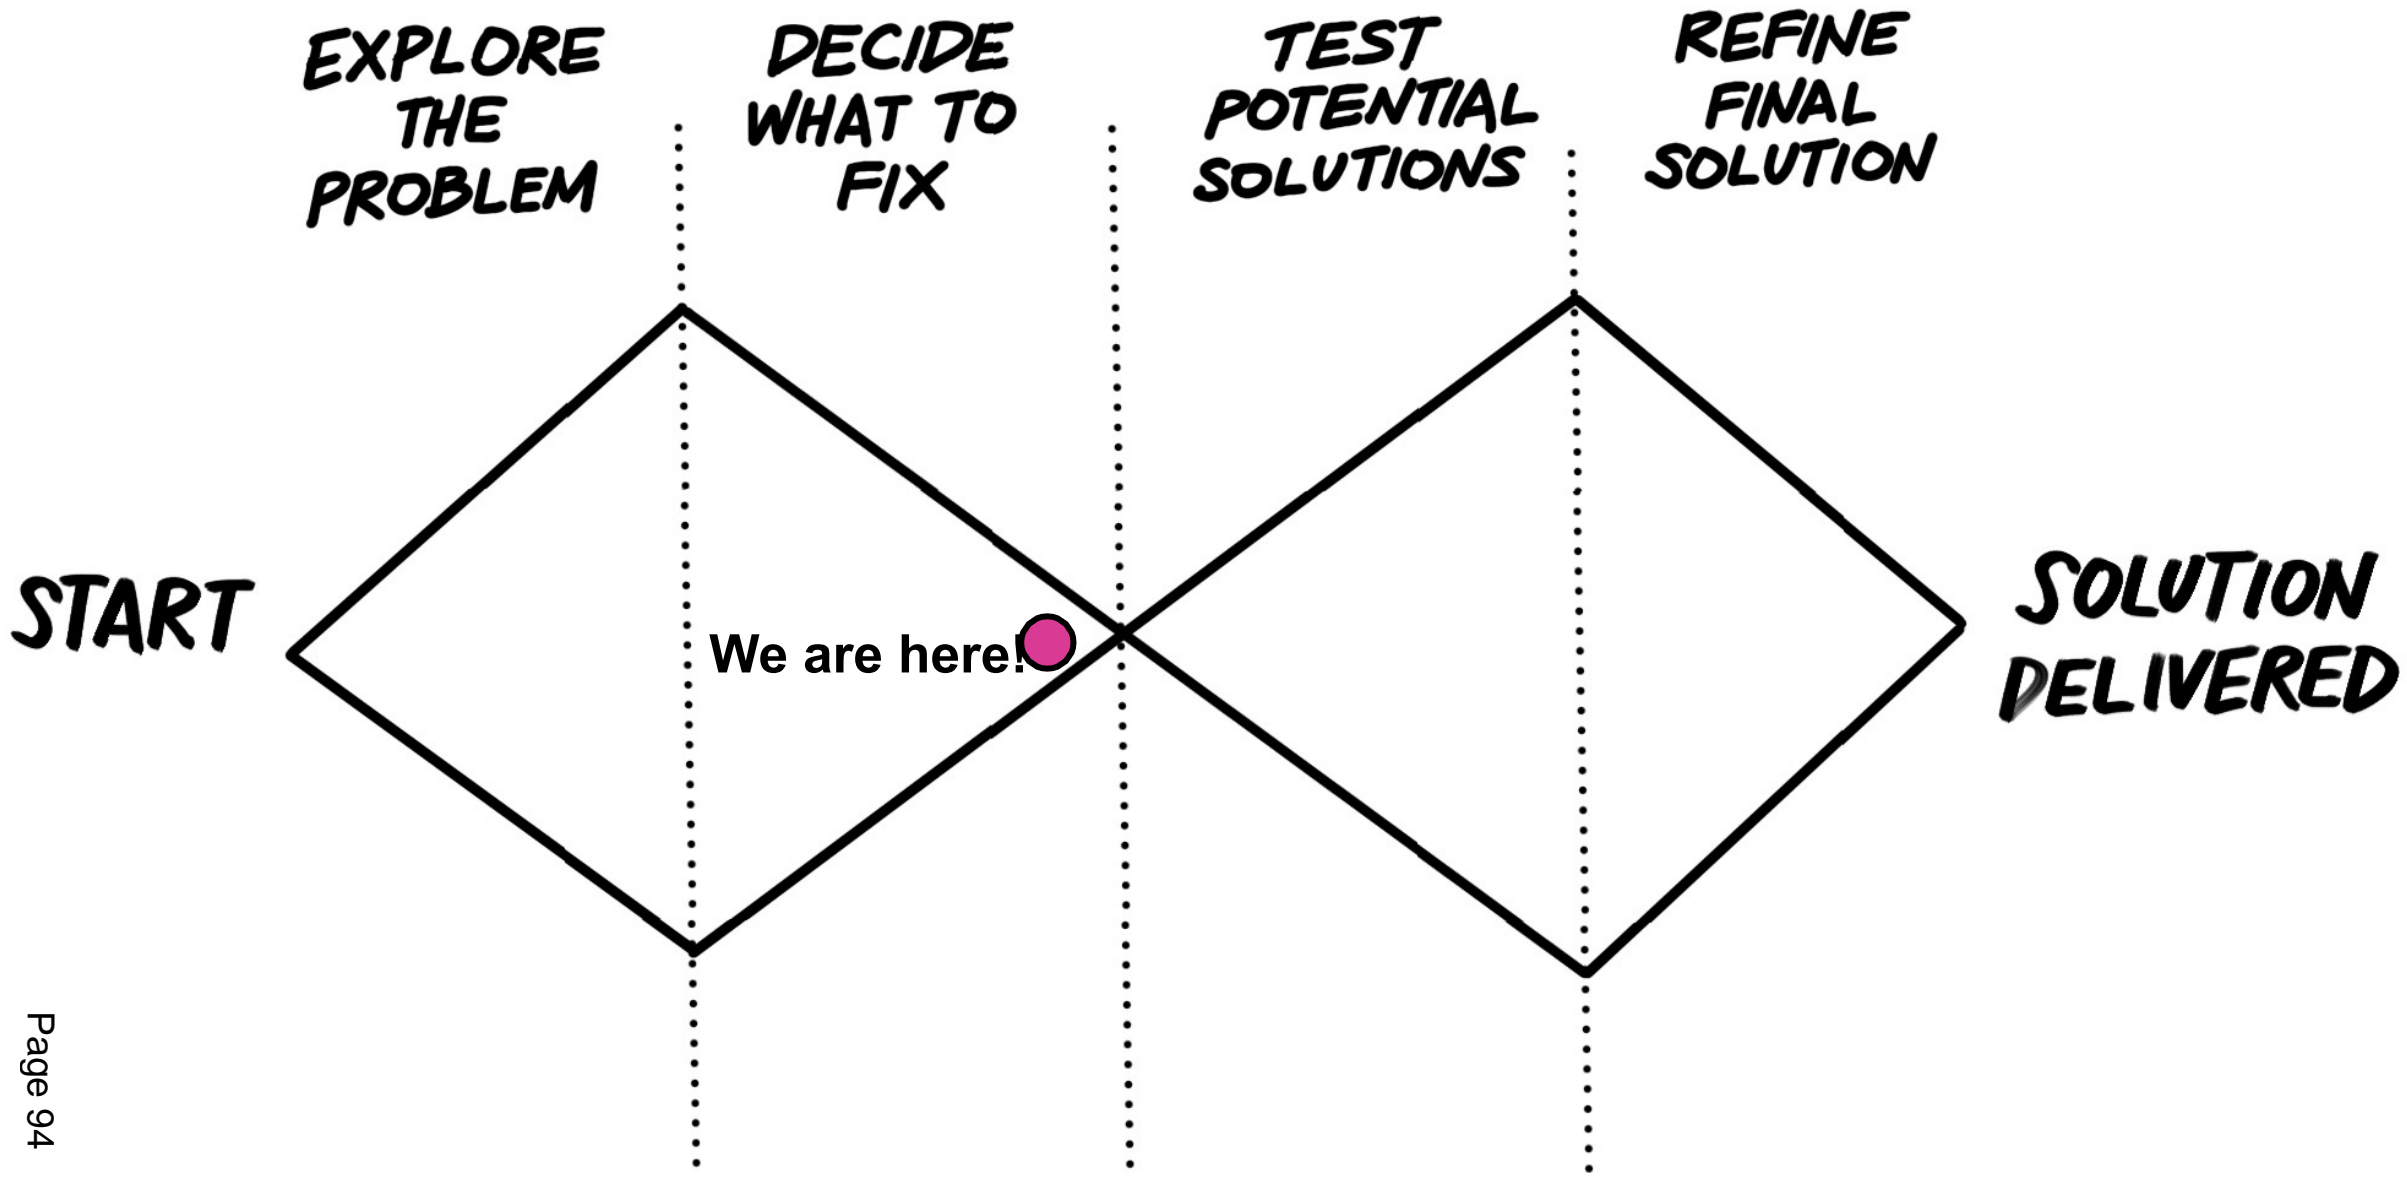 EXPLORE
THE
PROBLEM
DECIDE
WHAT TO
FIX
TEST
POTENTIAL
SOLUTIONS
REFINE
FINAL
SOLUTION
START
We are here!
SOLUTION
DELIVERED
Page 94